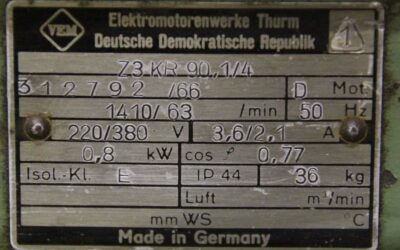 VEM Elektromotorenwerke Thurm
Deutsche Demokratische Republik 1
Z3.KR 90,1/4
312792 /66 D Mot.
1410/63 /min 50 Hz
220/380 V 3,6/2,1 A
0,8 kW cos φ 0,77
Isol.-Kl. E IP 44 36 kg
Luft m³/min
mm WS °C
Made in Germany